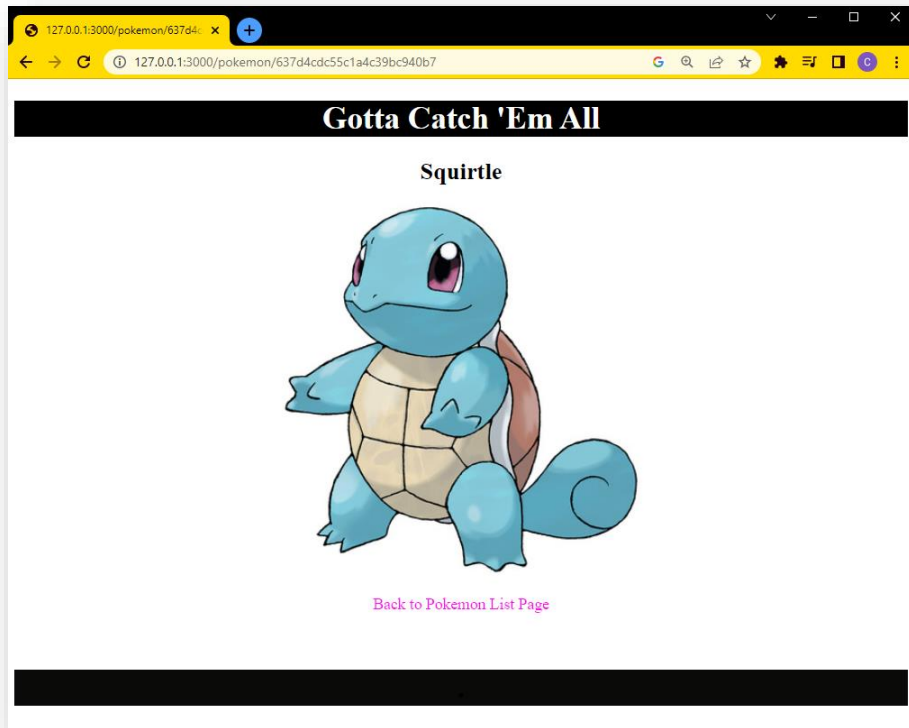 127.0.0.1:3000/pokemon/637d4c
127.0.0.1:3000/pokemon/637d4cdc55c1a4c39bc940b7
G
C
Gotta Catch 'Em All
Squirtle
Back to Pokemon List Page